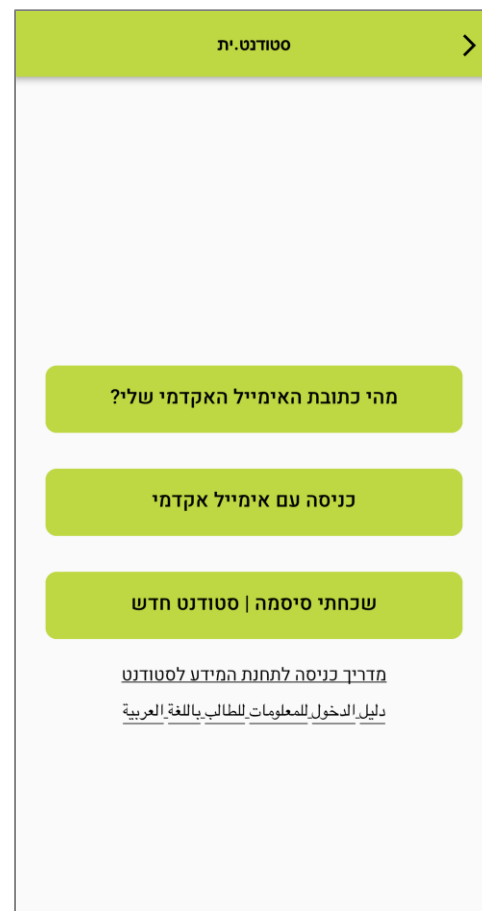 סטודנט.ית
מהי כתובת האימייל האקדמי שלי?
כניסה עם אימייל אקדמי
שכחתי סיסמה | סטודנט חדש
מדריך כניסה לתחנת המידע לסטודנט
دليل الدخول للمعلومات للطالب باللغة العربية